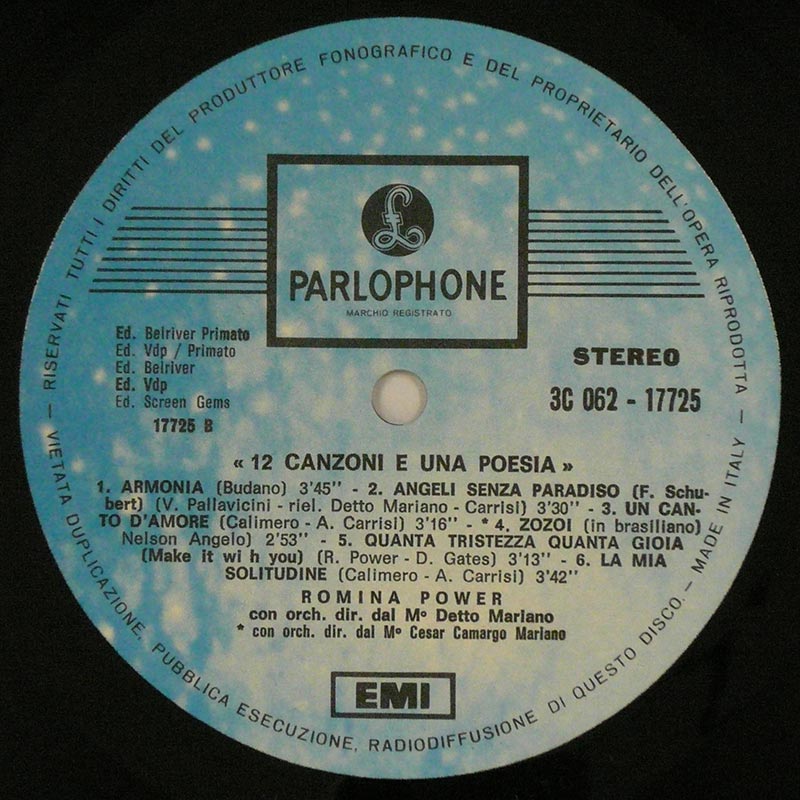 RISERVATI TUTTI I DIRITTI DEL PRODUTTORE FONOGRAFICO E DEL PROPRIETARIO DELL'OPERA RIPRODOTTA
£
PARLOPHONE
MARCHIO REGISTRATO
Ed. Belriver Primato
Ed. Vdp / Primato
Ed. Belriver
Ed. Vdp
Ed. Screen Gems
17725 B
STEREO
3C 062 - 17725
« 12 CANZONI E UNA POESIA »
1. ARMONIA (Budano) 3'45" - 2. ANGELI SENZA PARADISO (F. Schu-
bert) (V. Pallavicini - riel. Detto Mariano - Carrisi) 3'30" - 3. UN CAN-
TO D'AMORE (Calimero - A. Carrisi) 3'16" - * 4. ZOZOI (in brasiliano)
Nelson Angelo) 2'53" - 5. QUANTA TRISTEZZA QUANTA GIOIA
(Make it wi h you) (R. Power - D. Gates) 3'13" - 6. LA MIA
SOLITUDINE (Calimero - A. Carrisi) 3'42"
ROMINA POWER
con orch. dir. dal Mº Detto Mariano
* con orch. dir. dal Mº Cesar Camargo Mariano
EMI
— VIETATA DUPLICAZIONE, PUBBLICA ESECUZIONE, RADIODIFFUSIONE DI QUESTO DISCO. — MADE IN ITALY —